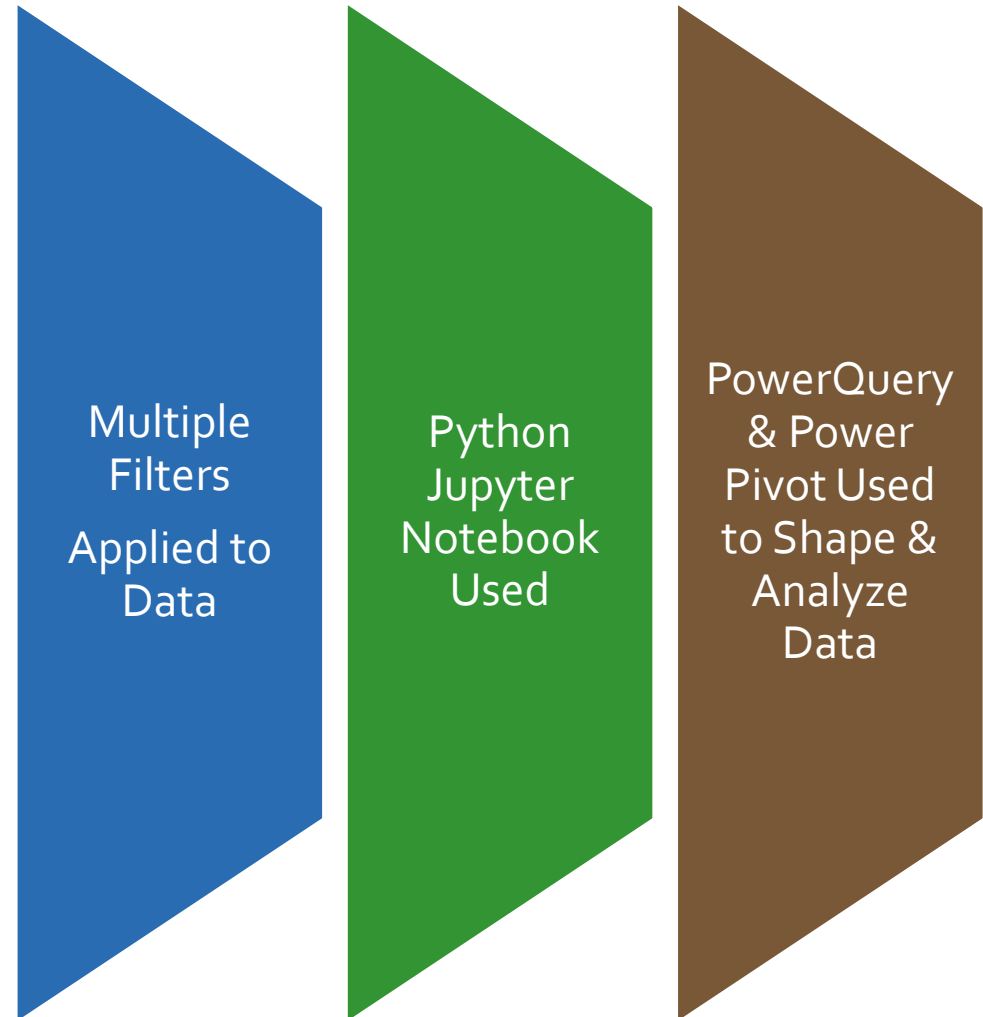 Multiple
Filters
Applied to
Data
Python
Jupyter
Notebook
Used
PowerQuery
& Power
Pivot Used
to Shape &
Analyze
Data